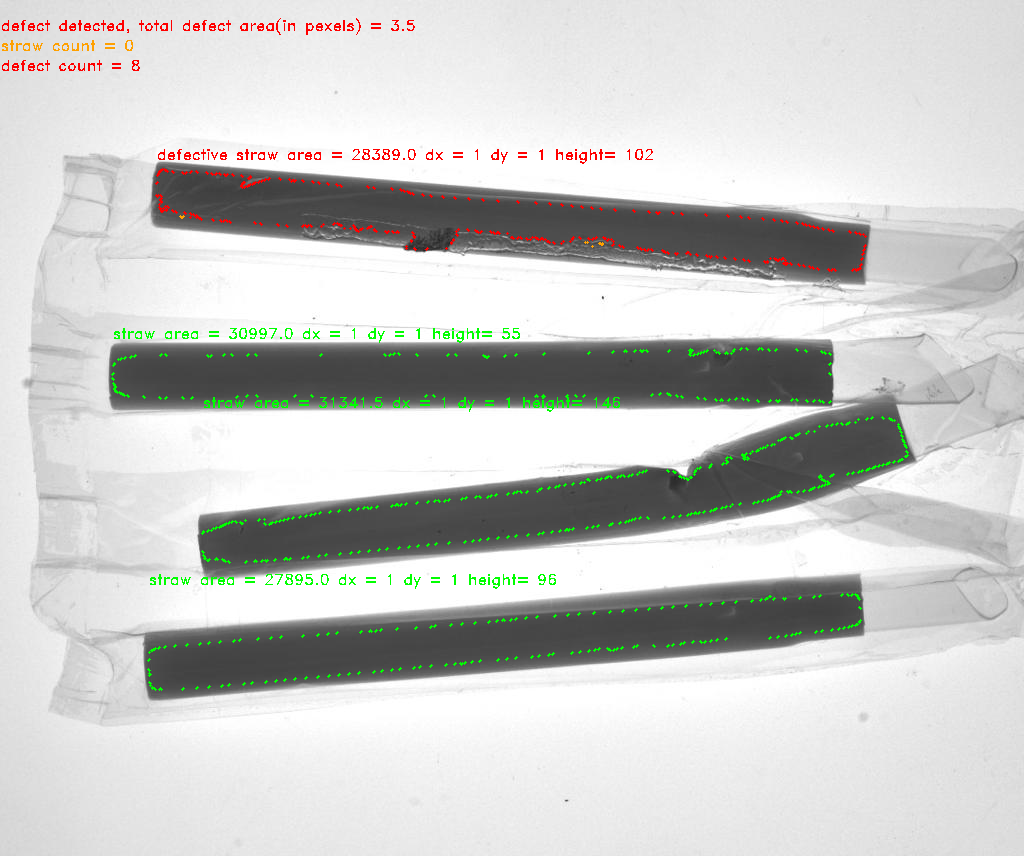 defect detected, total defect area(in pexels) = 3.5
straw count = 0
defect count = 8
defective straw area = 28389.0 dx = 1 dy = 1 height= 102
straw area = 30997.0 dx = 1 dy = 1 height= 55
straw area = 31341.5 dx = 1 dy = 1 height= 146
straw area = 27895.0 dx = 1 dy = 1 height= 96